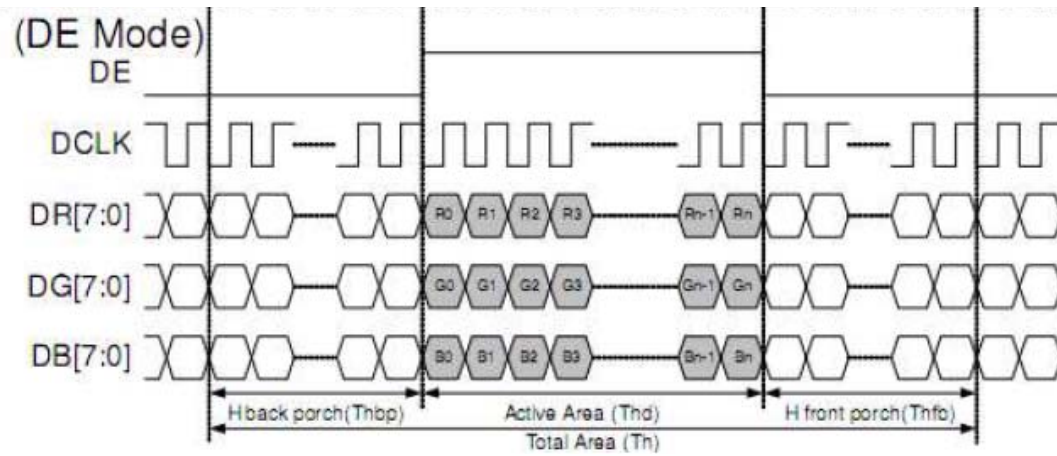 (DE Mode)
DE
DCLK
DR[7:0] R0 R1 R2 R3 Rn-1 Rn
DG[7:0] G0 G1 G2 G3 Gn-1 Gn
DB[7:0] B0 B1 B2 B3 Bn-1 Bn
H back porch(Thbp) Active Area (Thd) H front porch(Thfb)
Total Area (Th)